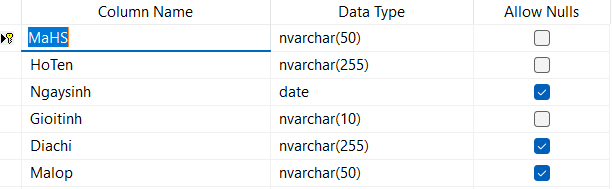 Column Name Data Type Allow Nulls
MaHS nvarchar(50)
HoTen nvarchar(255)
Ngaysinh date
Gioitinh nvarchar(10)
Diachi nvarchar(255)
Malop nvarchar(50)